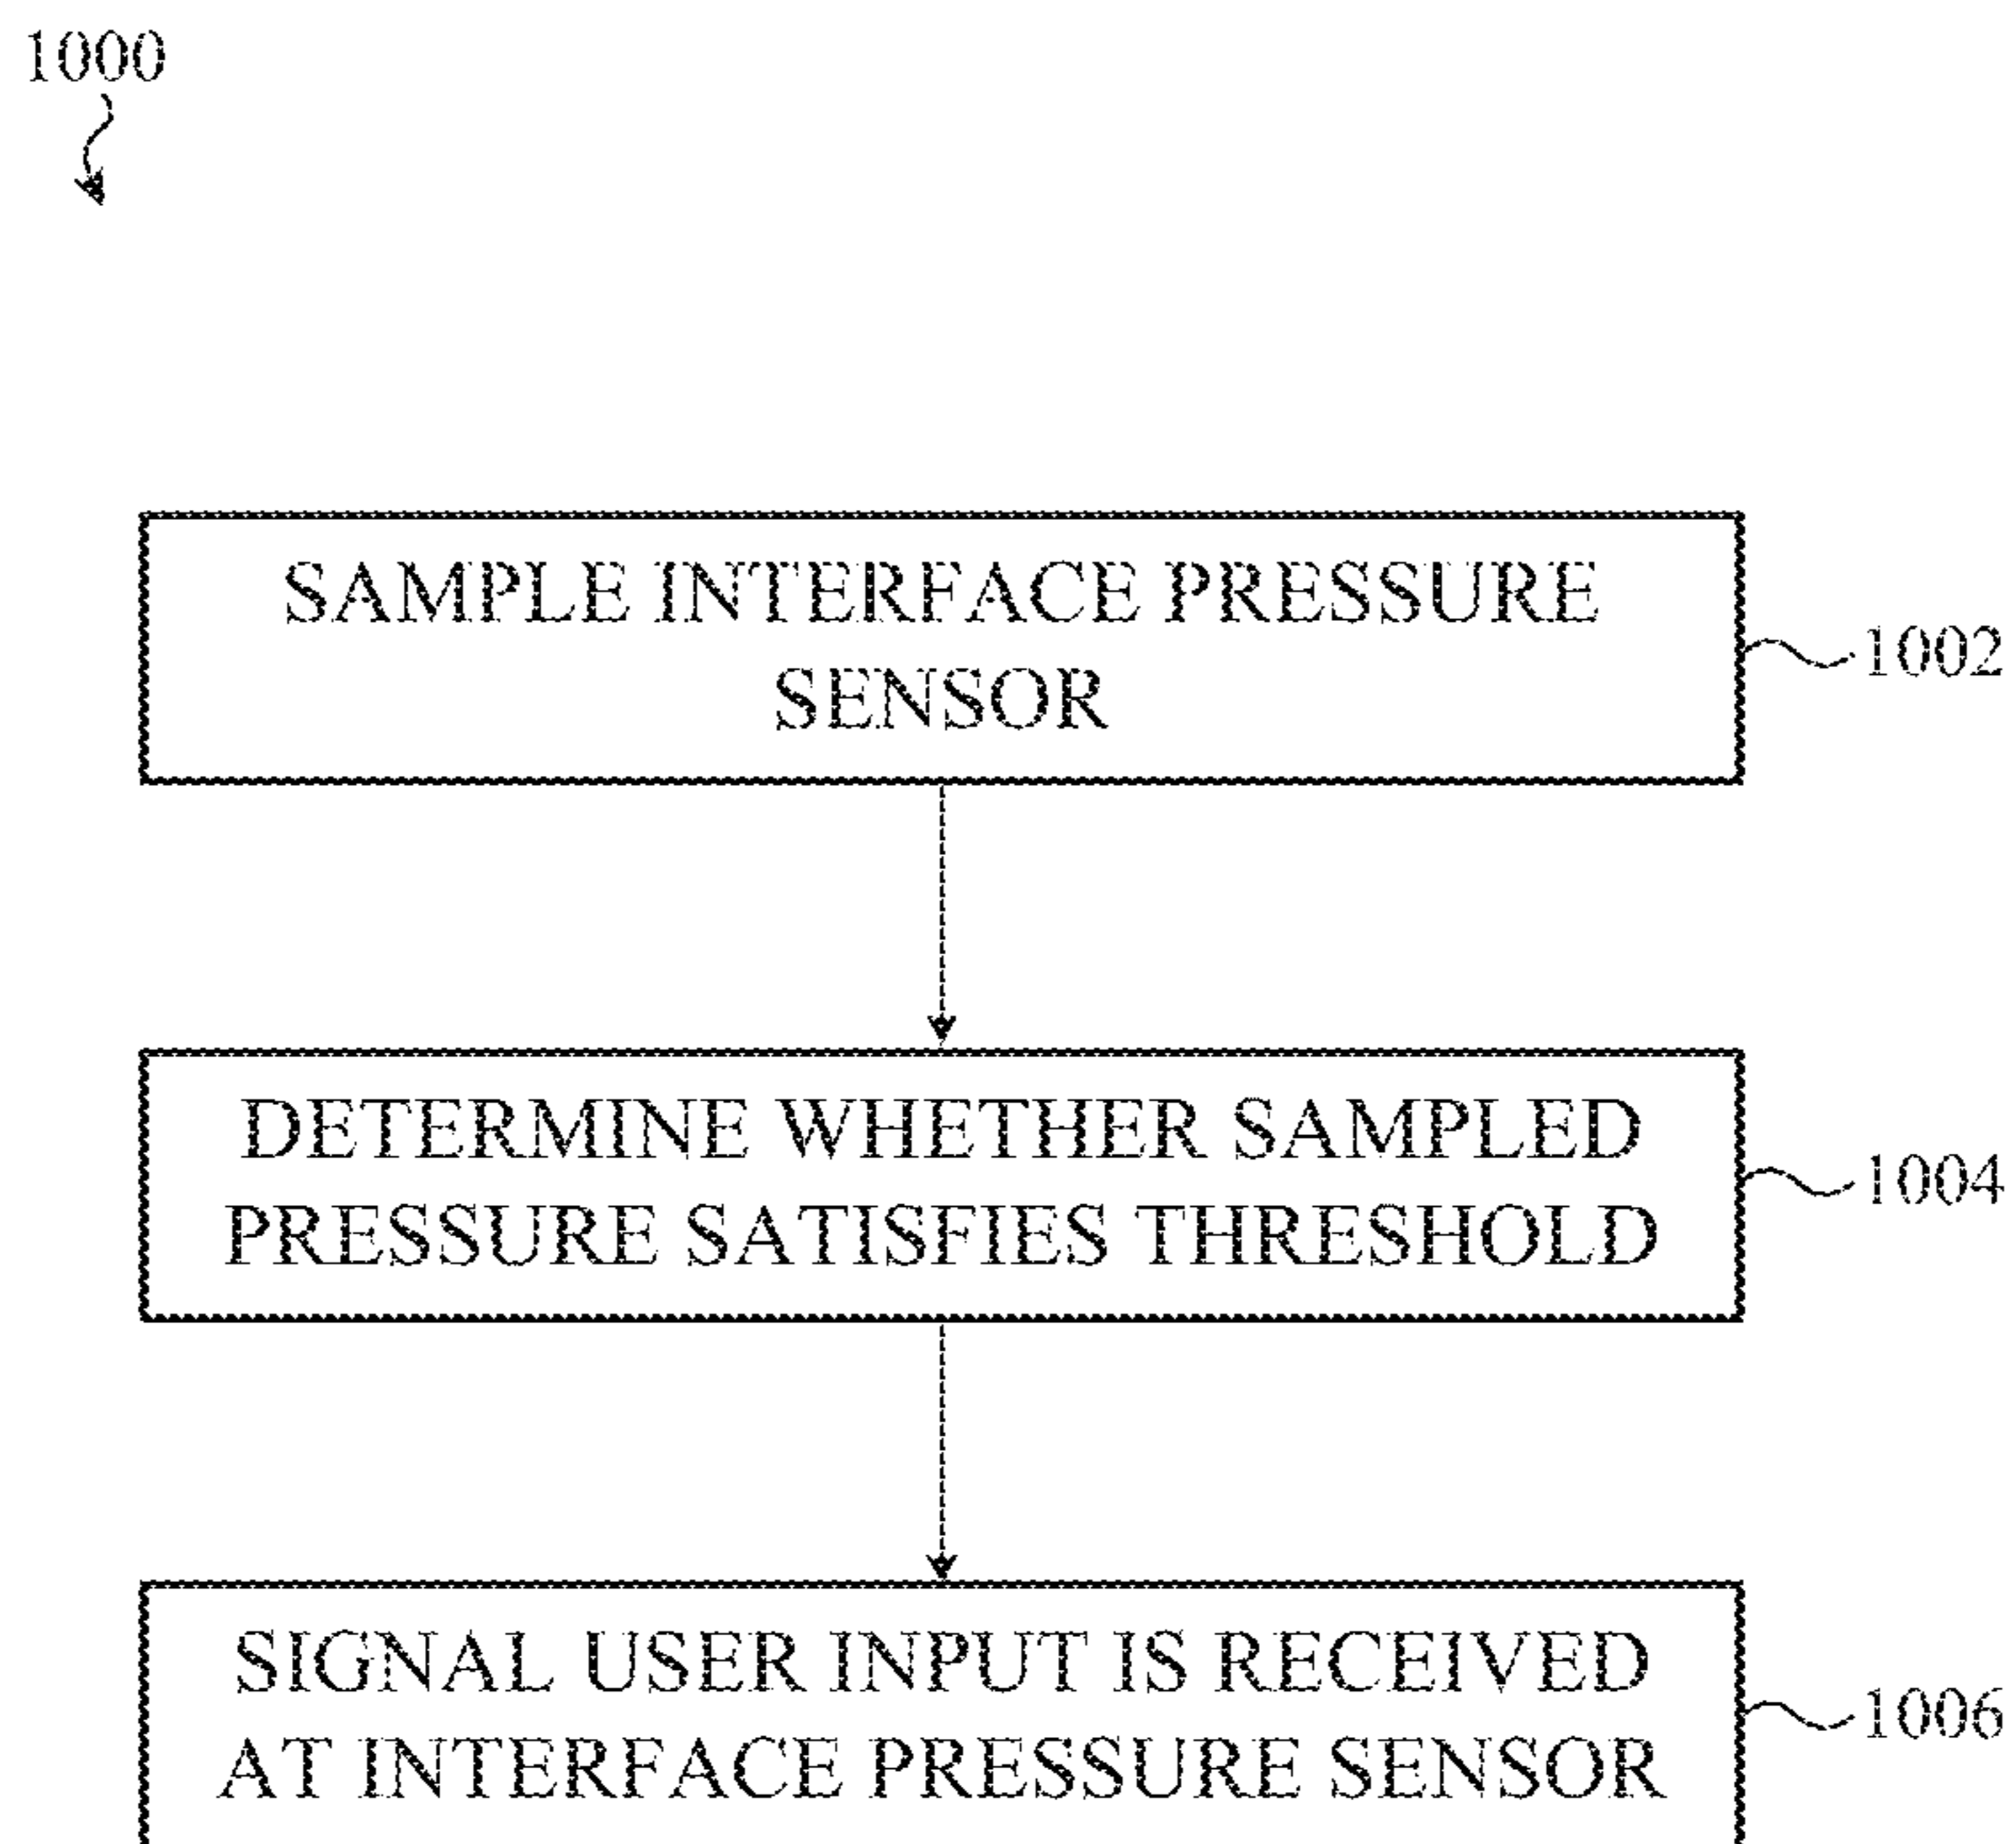 1000
SAMPLE INTERFACE PRESSURE
SENSOR
1002
DETERMINE WHETHER SAMPLED
PRESSURE SATISFIES THRESHOLD
1004
SIGNAL USER INPUT IS RECEIVED
AT INTERFACE PRESSURE SENSOR
1006